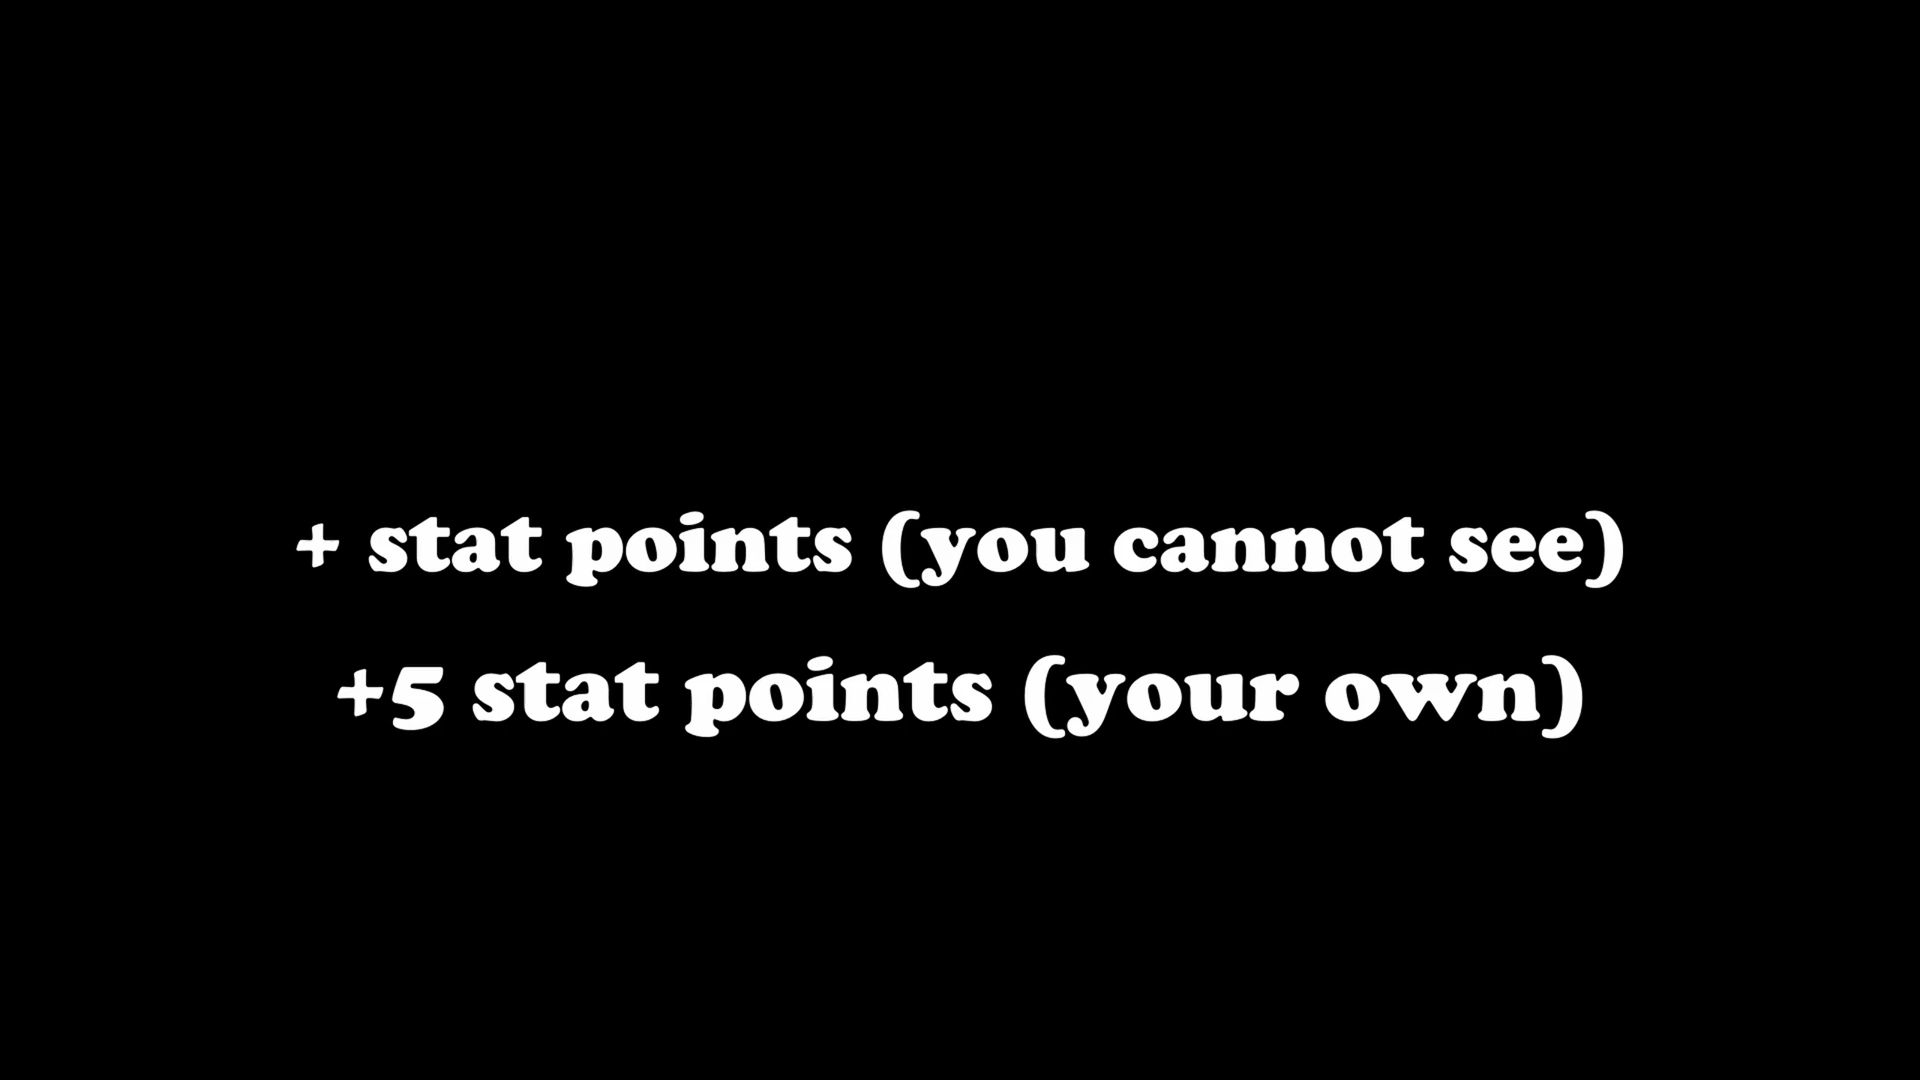 + stat points (you cannot see)
+5 stat points (your own)